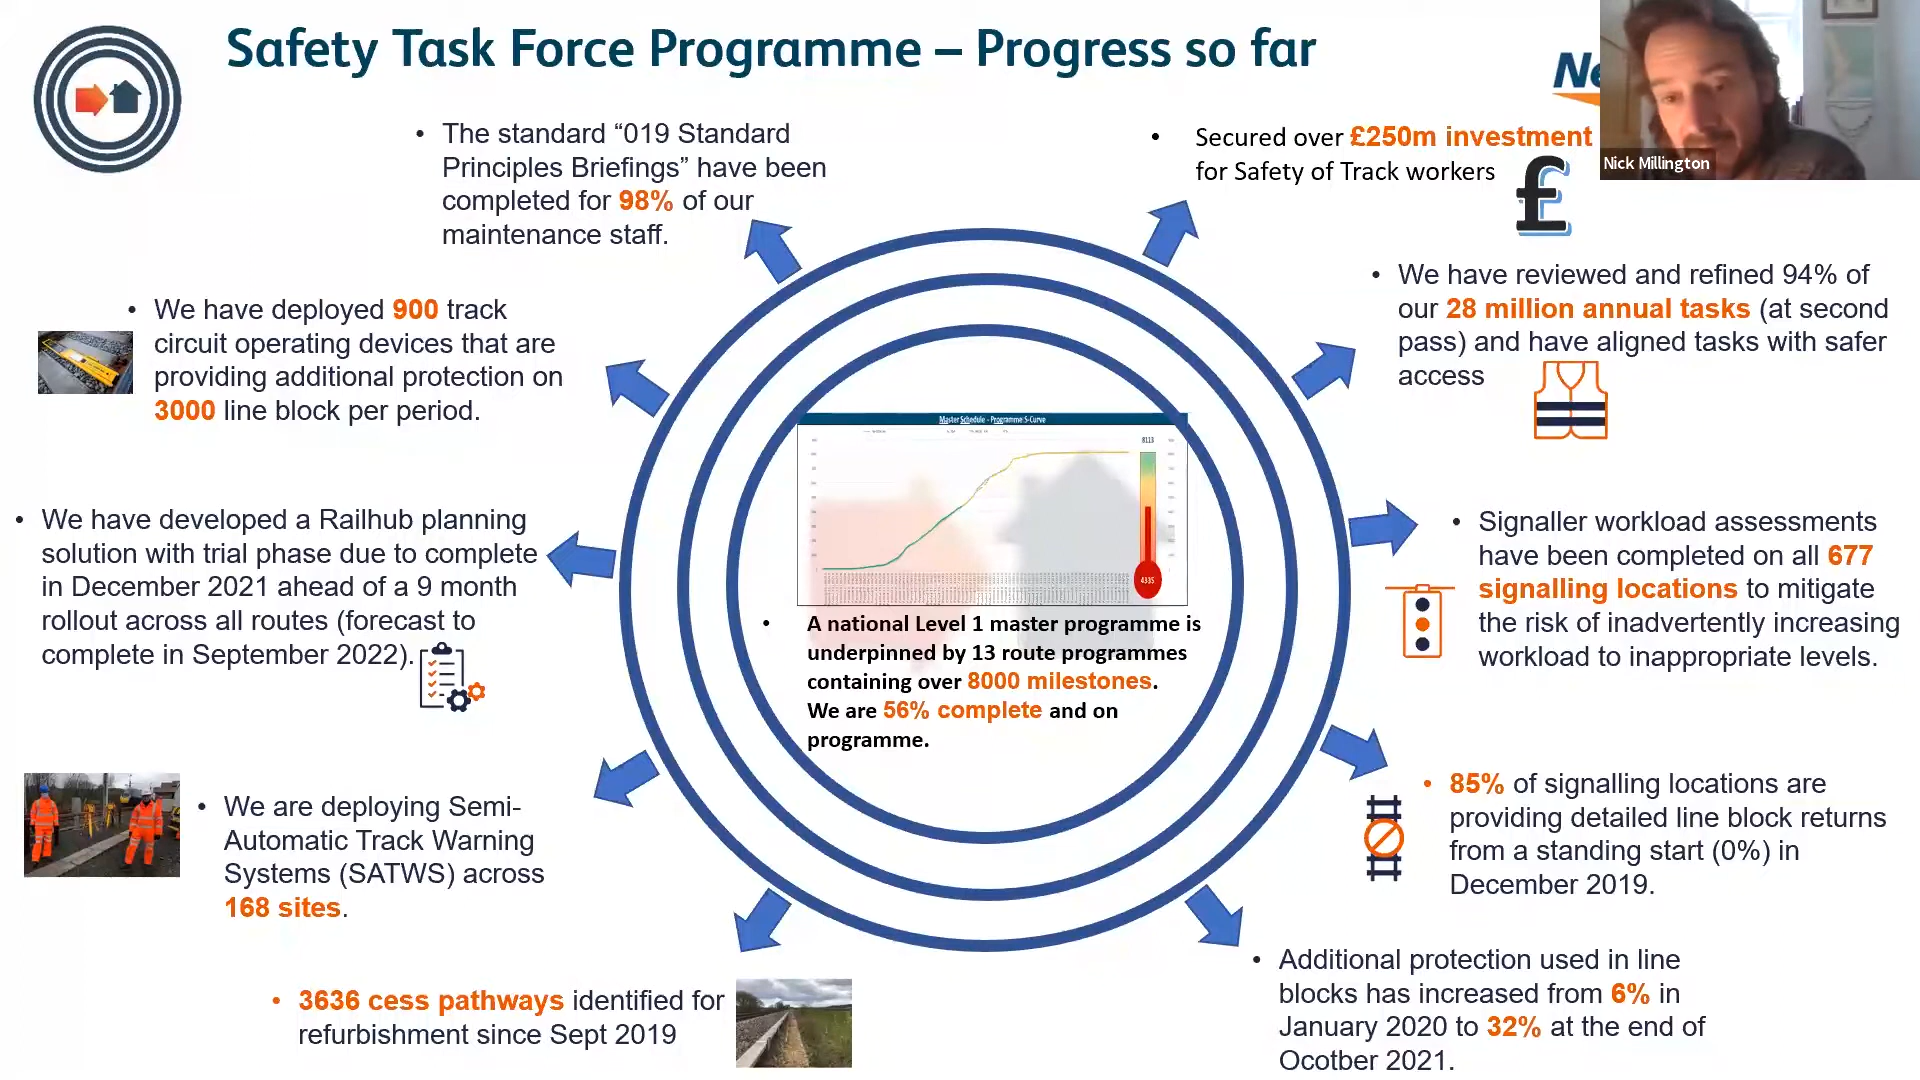 Safety Task Force Programme – Progress so far
Ne
Nick Millington
• The standard “019 Standard
Principles Briefings” have been
completed for 98% of our
maintenance staff.
• Secured over £250m investment
for Safety of Track workers
£
• We have deployed 900 track
circuit operating devices that are
providing additional protection on
3000 line block per period.
• We have reviewed and refined 94% of
our 28 million annual tasks (at second
pass) and have aligned tasks with safer
access
• We have developed a Railhub planning
solution with trial phase due to complete
in December 2021 ahead of a 9 month
rollout across all routes (forecast to
complete in September 2022).
Master Schedule - Programme S-Curve
8113
4335
• A national Level 1 master programme is
underpinned by 13 route programmes
containing over 8000 milestones.
We are 56% complete and on
programme.
• Signaller workload assessments
have been completed on all 677
signalling locations to mitigate
the risk of inadvertently increasing
workload to inappropriate levels.
• We are deploying Semi-
Automatic Track Warning
Systems (SATWS) across
168 sites.
• 85% of signalling locations are
providing detailed line block returns
from a standing start (0%) in
December 2019.
• 3636 cess pathways identified for
refurbishment since Sept 2019
• Additional protection used in line
blocks has increased from 6% in
January 2020 to 32% at the end of
Ocotber 2021.